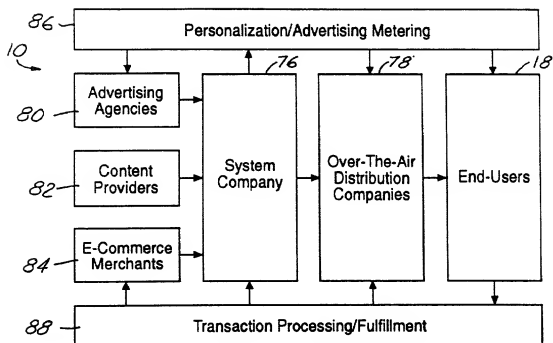 86
Personalization/Advertising Metering
10
76
78
18
Advertising
Agencies
80
System
Company
Over-The-Air
Distribution
Companies
End-Users
Content
Providers
82
E-Commerce
Merchants
84
88
Transaction Processing/Fulfillment